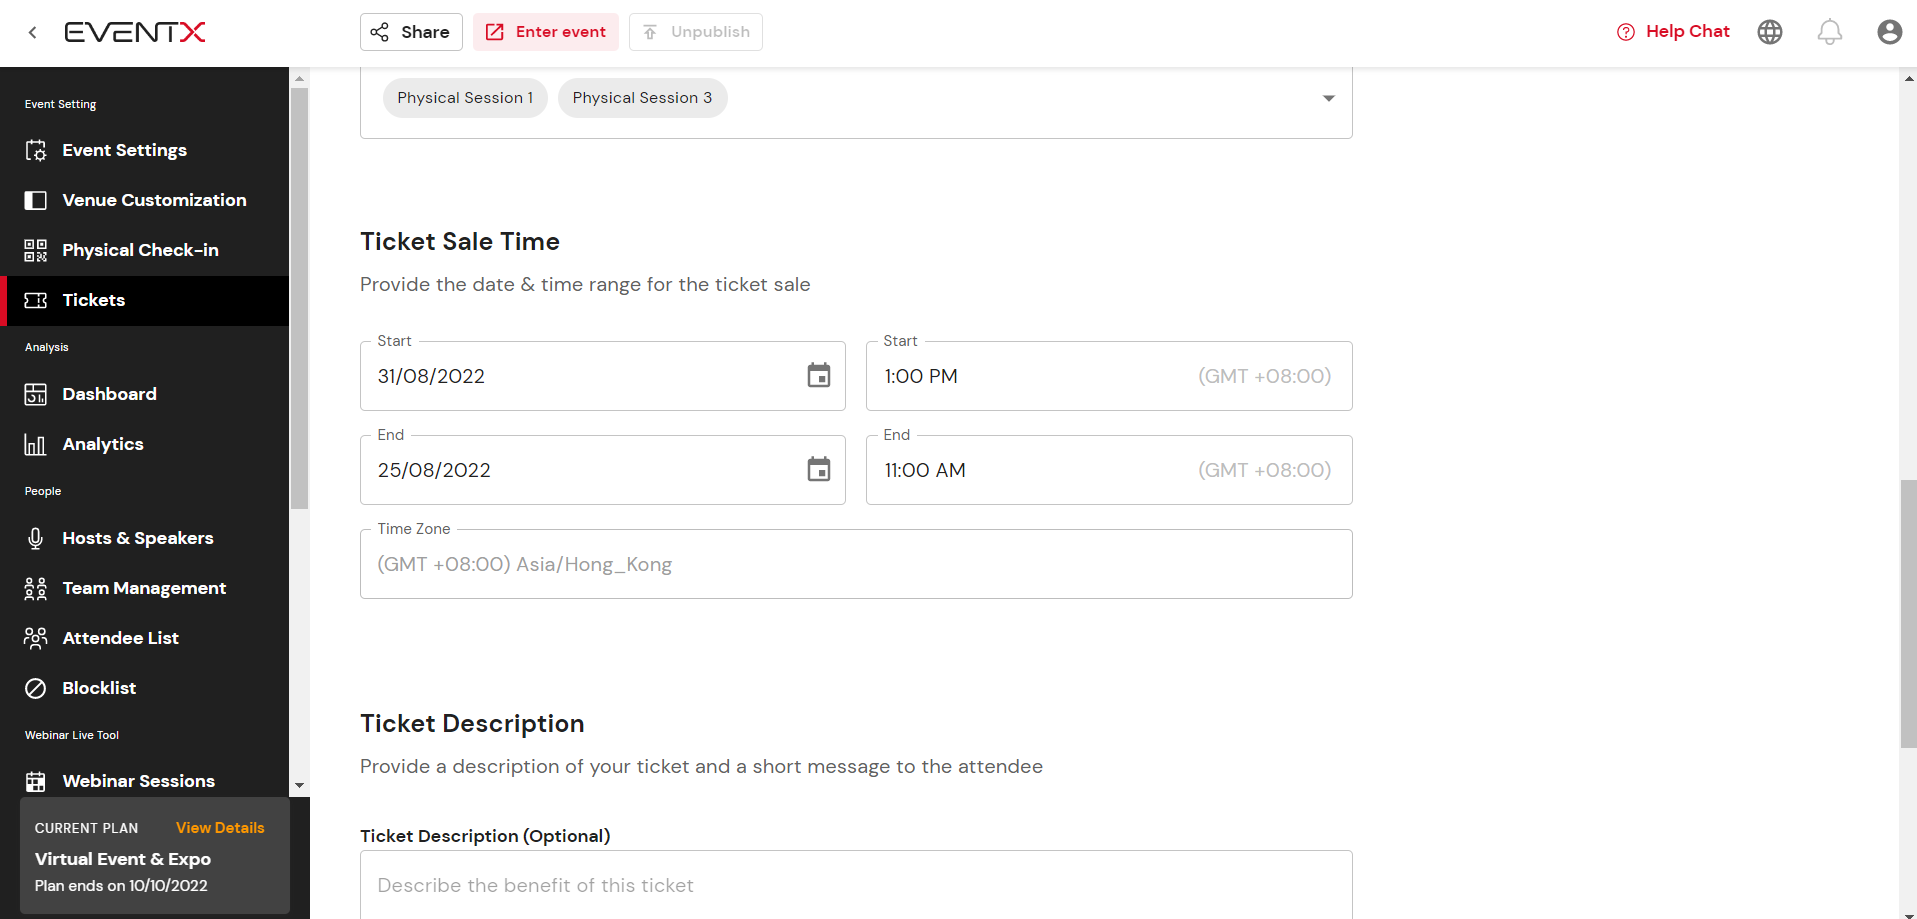 EVENTX
Share
Enter event
Unpublish
Help Chat
Event Setting
Event Settings
Venue Customization
Physical Check-in
Tickets
Analysis
Dashboard
Analytics
People
Hosts & Speakers
Team Management
Attendee List
Blocklist
Webinar Live Tool
Webinar Sessions
CURRENT PLAN View Details
Virtual Event & Expo
Plan ends on 10/10/2022
Physical Session 1 Physical Session 3
Ticket Sale Time
Provide the date & time range for the ticket sale
Start
31/08/2022
Start
1:00 PM (GMT +08:00)
End
25/08/2022
End
11:00 AM (GMT +08:00)
Time Zone
(GMT +08:00) Asia/Hong_Kong
Ticket Description
Provide a description of your ticket and a short message to the attendee
Ticket Description (Optional)
Describe the benefit of this ticket